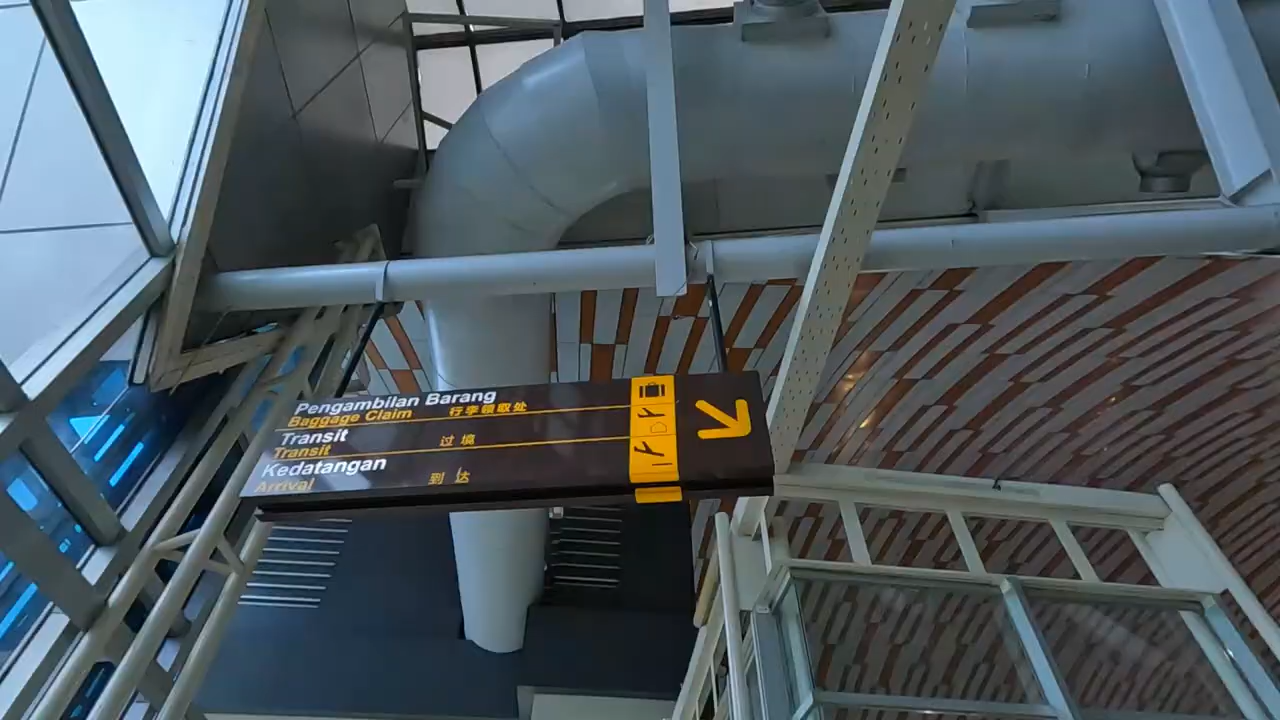 Pengambilan Barang
Baggage Claim 行李领取处
Transit
Transit 过境
Kedatangan
Arrival 到达